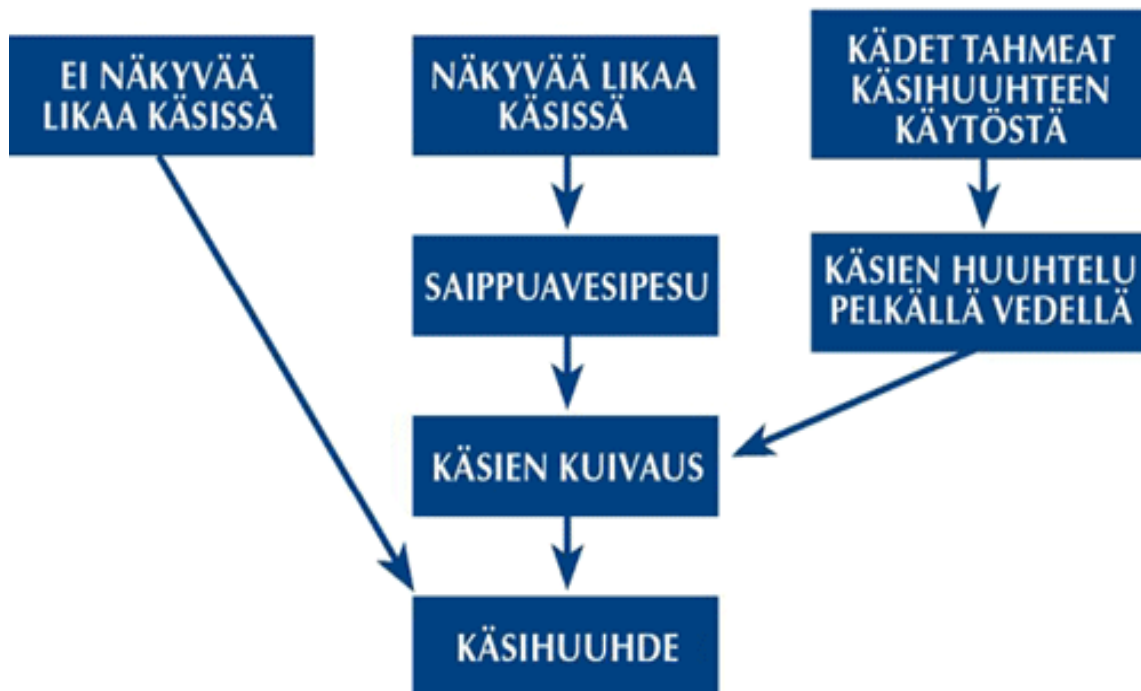 EI NÄKYVÄÄ
LIKAA KÄSISSÄ
NÄKYVÄÄ LIKAA
KÄSISSÄ
KÄDET TAHMEAT
KÄSIHUUHTEEN
KÄYTÖSTÄ
SAIPPUAVESIPESU
KÄSIEN HUUHTELU
PELKÄLLÄ VEDELLÄ
KÄSIEN KUIVAUS
KÄSIHUUHDE